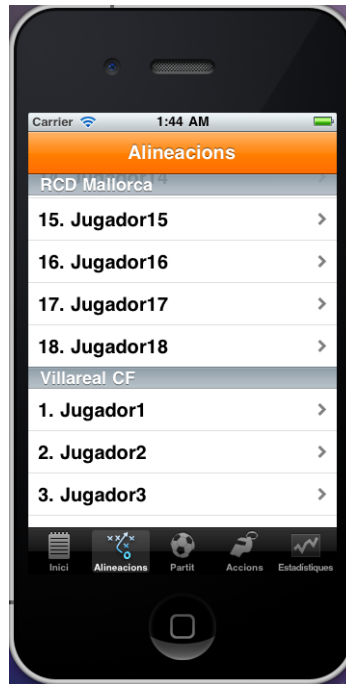 Carrier 1:44 AM
Alineacions
RCD Mallorca
15. Jugador15
16. Jugador16
17. Jugador17
18. Jugador18
Villareal CF
1. Jugador1
2. Jugador2
3. Jugador3
Inici Alineacions Partit Accions Estadístiques